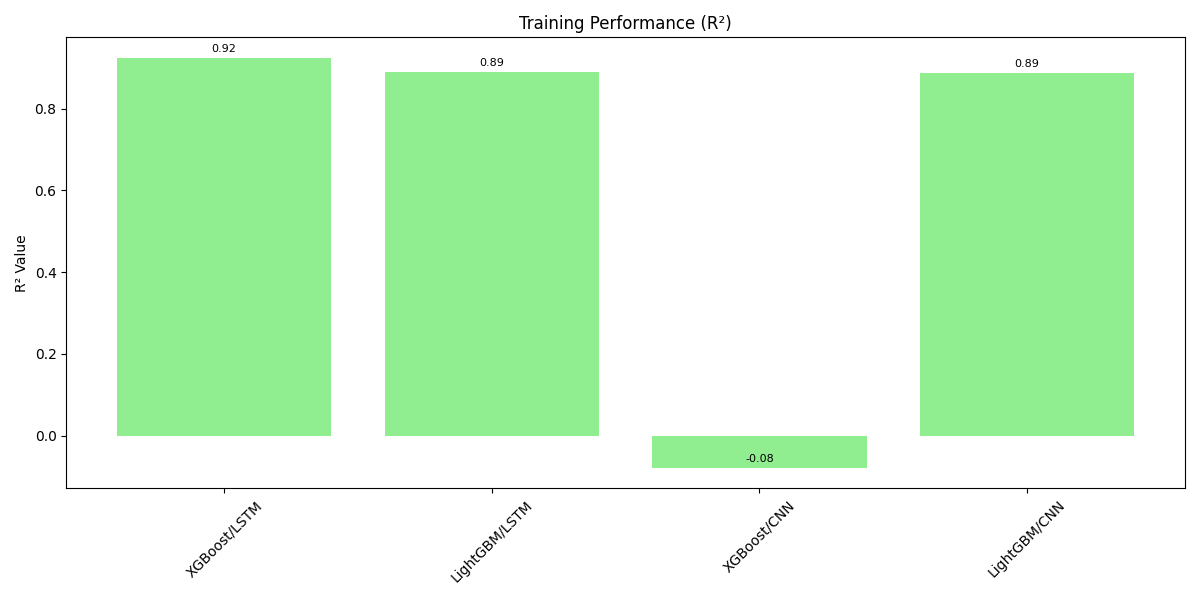 Training Performance (R²)
0.92
0.89
-0.08
0.89
R² Value
0.8
0.6
0.4
0.2
0.0
XGBoost/LSTM
LightGBM/LSTM
XGBoost/CNN
LightGBM/CNN